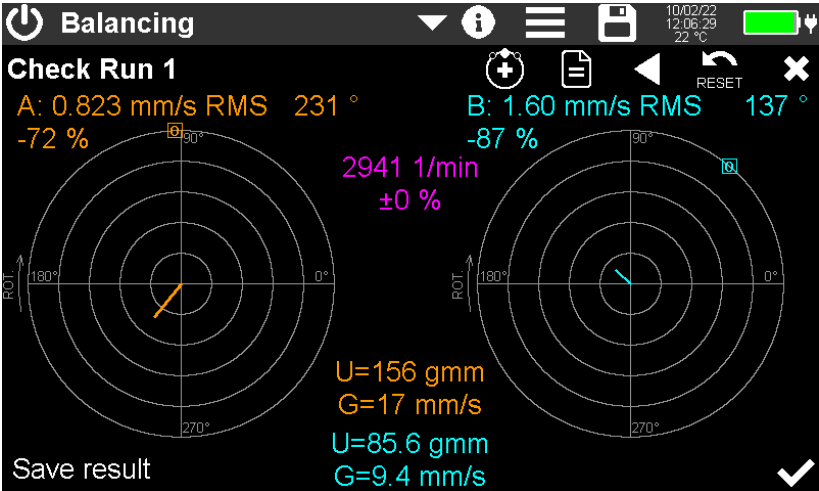 Balancing
i
10/02/22
12:06:29
22 °C
Check Run 1
RESET
A: 0.823 mm/s RMS 231 °
-72 %
B: 1.60 mm/s RMS 137 °
-87 %
2941 1/min
±0 %
0
90°
180°
0°
270°
ROT.
0
90°
180°
0°
270°
ROT.
U=156 gmm
G=17 mm/s
U=85.6 gmm
G=9.4 mm/s
Save result